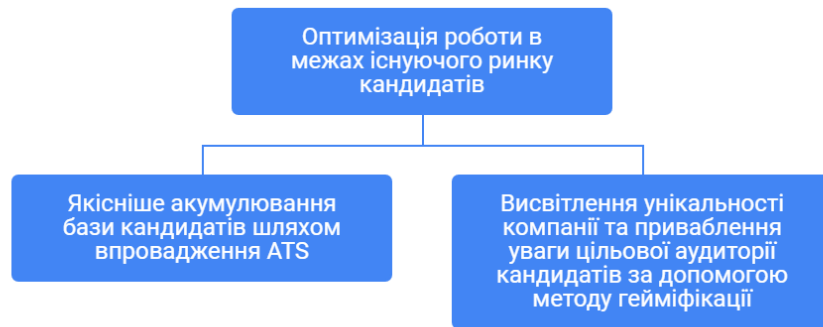 Оптимізація роботи в
межах існуючого ринку
кандидатів
Якісніше акумулювання
бази кандидатів шляхом
впровадження ATS
Висвітлення унікальності
компанії та приваблення
уваги цільової аудиторії
кандидатів за допомогою
методу гейміфікації